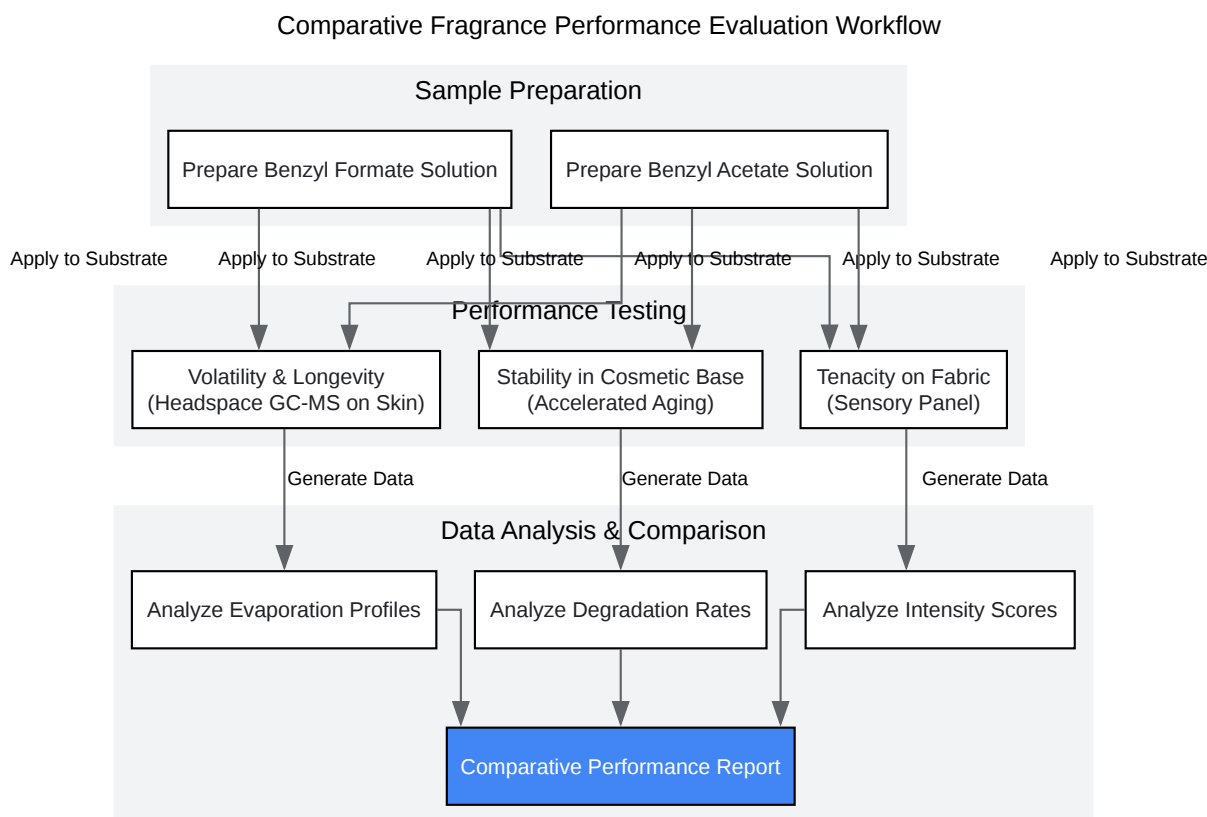 Comparative Fragrance Performance Evaluation Workflow
Sample Preparation
Prepare Benzyl Formate Solution
Prepare Benzyl Acetate Solution
Apply to Substrate
Apply to Substrate
Apply to Substrate
Apply to Substrate
Apply to Substrate
Apply to Substrate
Performance Testing
Volatility & Longevity
(Headspace GC-MS on Skin)
Stability in Cosmetic Base
(Accelerated Aging)
Tenacity on Fabric
(Sensory Panel)
Generate Data
Generate Data
Generate Data
Data Analysis & Comparison
Analyze Evaporation Profiles
Analyze Degradation Rates
Analyze Intensity Scores
Comparative Performance Report